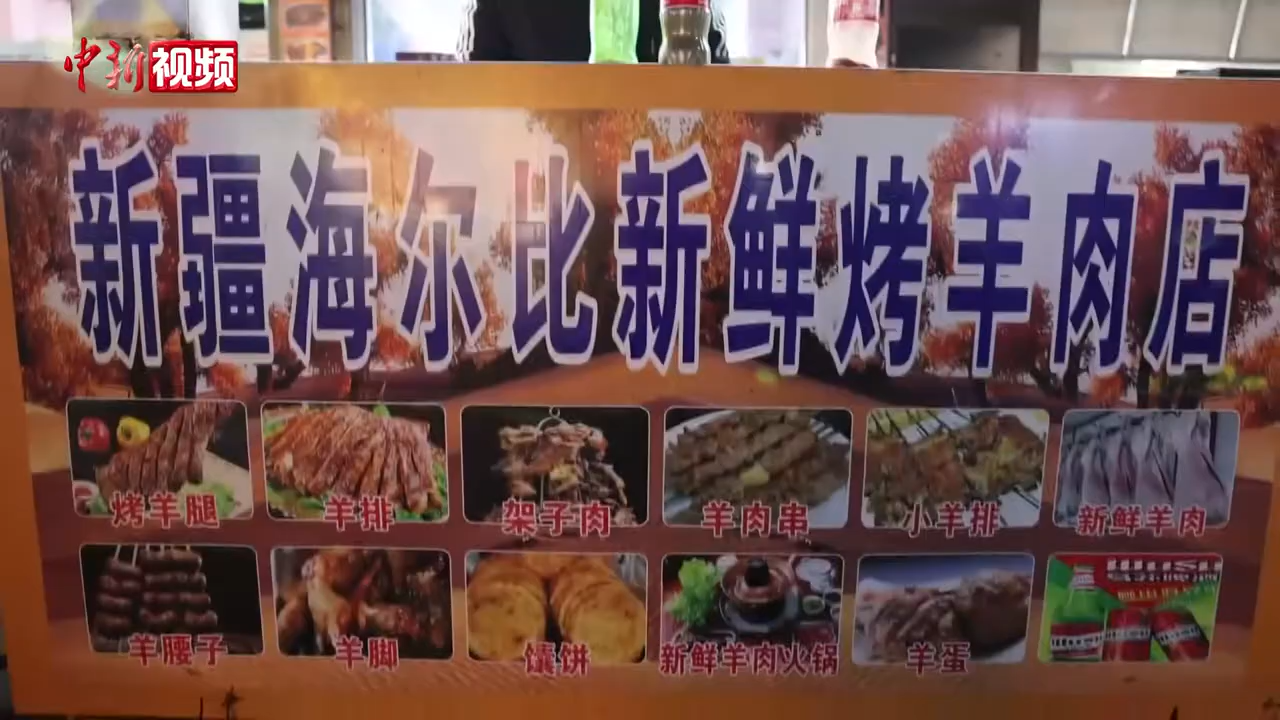 中新视频
新疆海尔比新鲜烤羊肉店
烤羊腿 羊排 架子肉 羊肉串 小羊排 新鲜羊肉
羊腰子 羊脚 馕饼 新鲜羊肉火锅 羊蛋